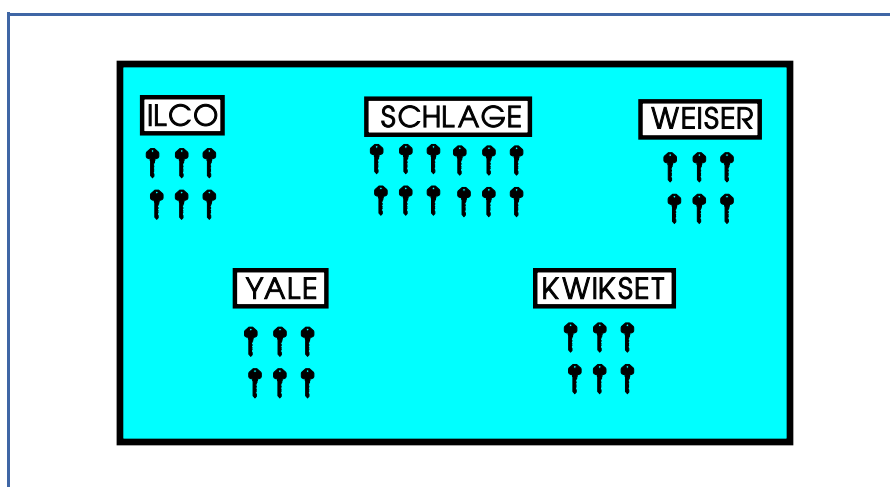 ILCO
SCHLAGE
WEISER
YALE
KWIKSET